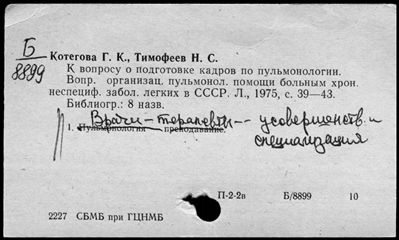 Б
8899
Котегова Г. К., Тимофеев Н. С.
К вопросу о подготовке кадров по пульмонологии.
Вопр. организац. пульмонол. помощи больным хрон.
неспециф. забол. легких в СССР. Л., 1975, с. 39—43.
Библиогр.: 8 назв.
Врачи - терапевты -- усовершенств. и
1. Пульмонология — преподавание.
специализация
П-2-2в Б/8899 10
2227 СБМБ при ГЦНМБ